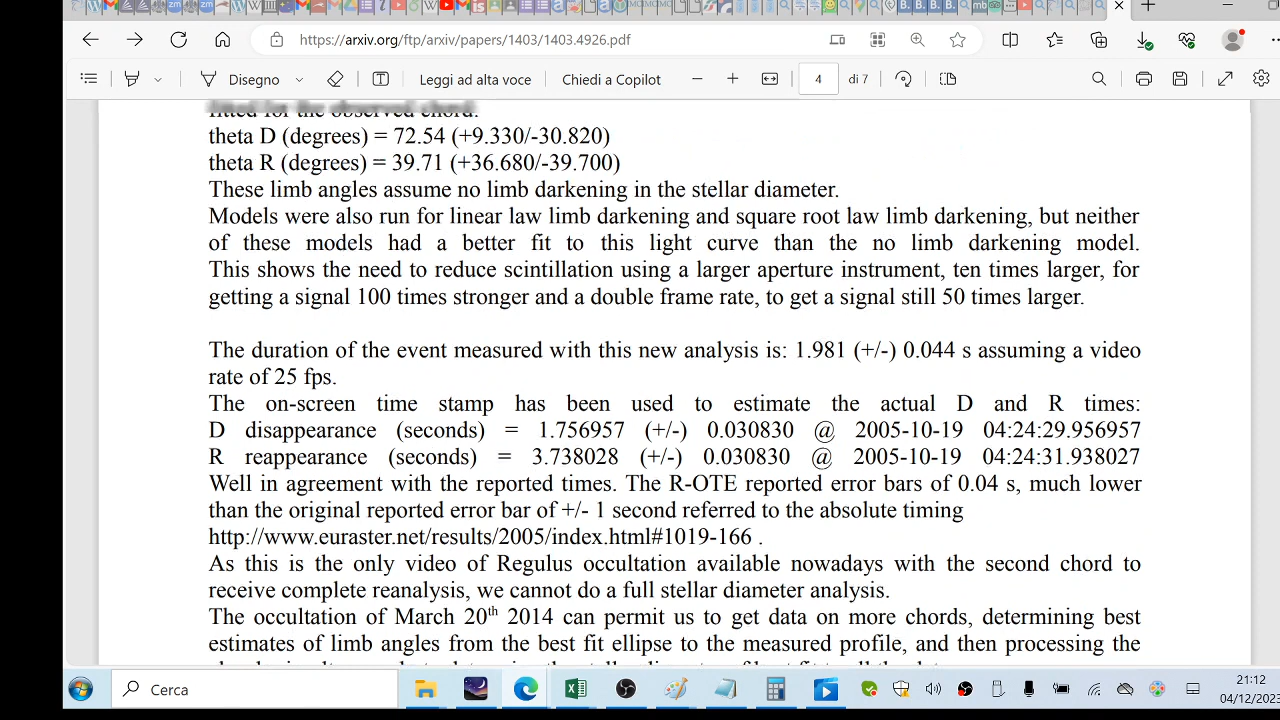 https://arxiv.org/ftp/arxiv/papers/1403/1403.4926.pdf
Disegno
Leggi ad alta voce
Chiedi a Copilot
4 di 7
fitted for the observed chord.
theta D (degrees) = 72.54 (+9.330/-30.820)
theta R (degrees) = 39.71 (+36.680/-39.700)
These limb angles assume no limb darkening in the stellar diameter.
Models were also run for linear law limb darkening and square root law limb darkening, but neither
of these models had a better fit to this light curve than the no limb darkening model.
This shows the need to reduce scintillation using a larger aperture instrument, ten times larger, for
getting a signal 100 times stronger and a double frame rate, to get a signal still 50 times larger.
The duration of the event measured with this new analysis is: 1.981 (+/-) 0.044 s assuming a video
rate of 25 fps.
The on-screen time stamp has been used to estimate the actual D and R times:
D disappearance (seconds) = 1.756957 (+/-) 0.030830 @ 2005-10-19 04:24:29.956957
R reappearance (seconds) = 3.738028 (+/-) 0.030830 @ 2005-10-19 04:24:31.938027
Well in agreement with the reported times. The R-OTE reported error bars of 0.04 s, much lower
than the original reported error bar of +/- 1 second referred to the absolute timing
http://www.euraster.net/results/2005/index.html#1019-166 .
As this is the only video of Regulus occultation available nowadays with the second chord to
receive complete reanalysis, we cannot do a full stellar diameter analysis.
The occultation of March 20th 2014 can permit us to get data on more chords, determining best
estimates of limb angles from the best fit ellipse to the measured profile, and then processing the
Cerca
21:12
04/12/202